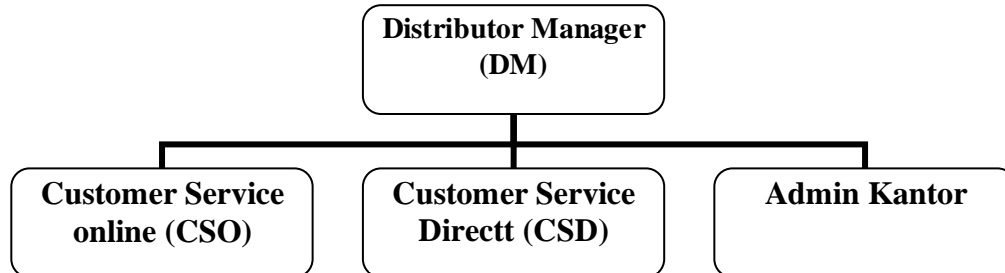 Distributor Manager
(DM)
Customer Service
online (CSO)
Customer Service
Directt (CSD)
Admin Kantor